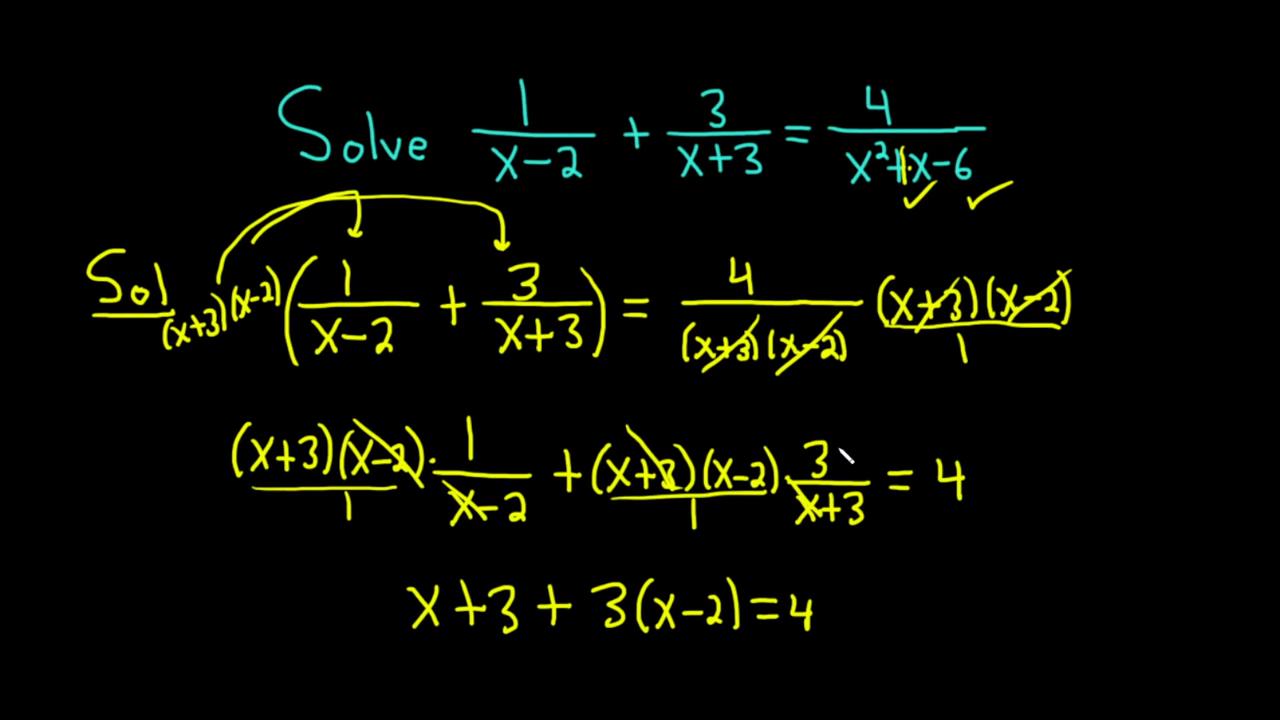 Solve 1/(x-2) + 3/(x+3) = 4/(x²+1·x-6)
Sol (x+3)(x-2)(1/(x-2) + 3/(x+3)) = 4/((x+3)(x-2)) (x+3)(x-2)/1
(x+3)(x-2)/1 · 1/(x-2) + (x+3)(x-2)/1 · 3/(x+3) = 4
x+3 + 3(x-2) = 4